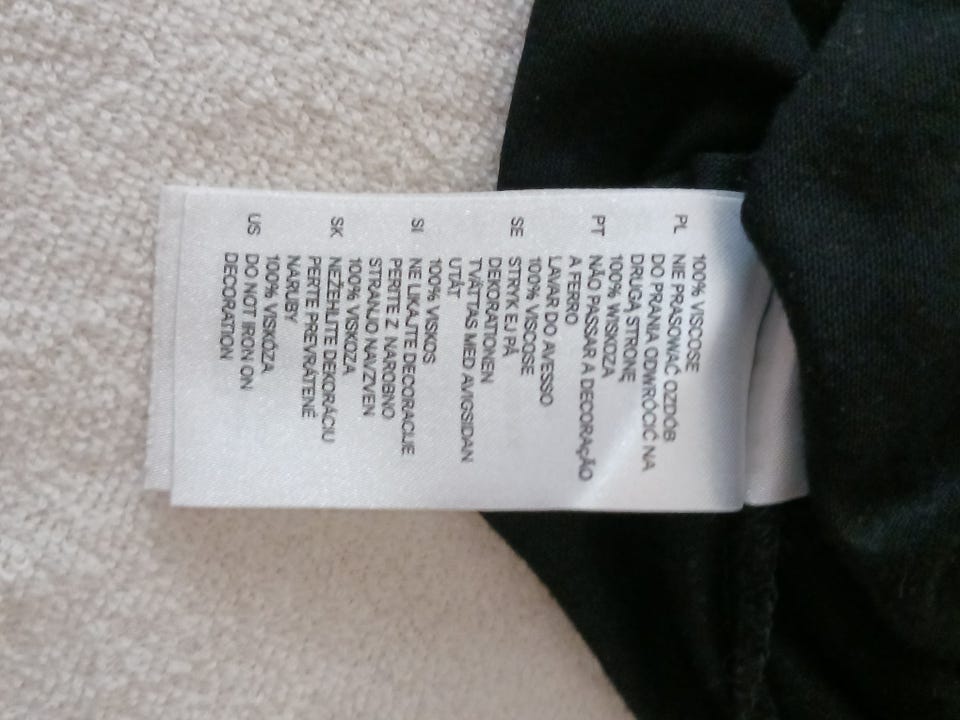 100% VISCOSE
PL NIE PRASOWAĆ OZDÓB
DO PRANIA ODWRÓCIĆ NA
DRUGĄ STRONĘ
100% WISKOZA
PT NÃO PASSAR A DECORAÇÃO
A FERRO
LAVAR DO AVESSO
100% VISCOSE
SE STRYK EJ PÅ
DEKORATIONEN
TVÄTTAS MED AVIGSIDAN
UTÅT
100% VISKOS
SI NE LIKAJTE DECORACIJE.
PERITE Z NAROBNO
STRANJO NAVZVEN
100% VISKOZA
SK NEŽEHLITE DEKORÁCIU
PERTE PREVRÁTENÉ
NARUBY
100% VISKÓZA
US DO NOT IRON ON
DECORATION